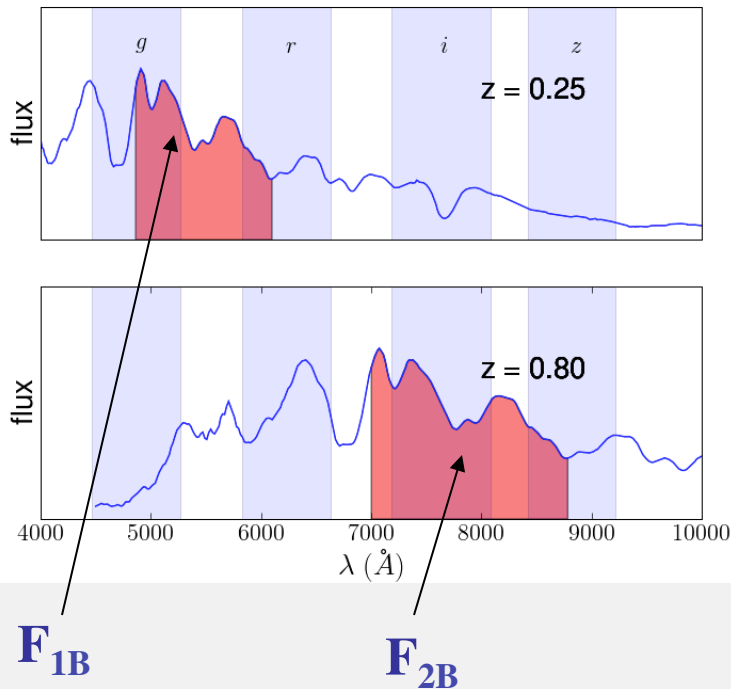 g r i z
z = 0.25
flux
z = 0.80
flux
4000 5000 6000 7000 8000 9000 10000
λ (Å)
F1B F2B